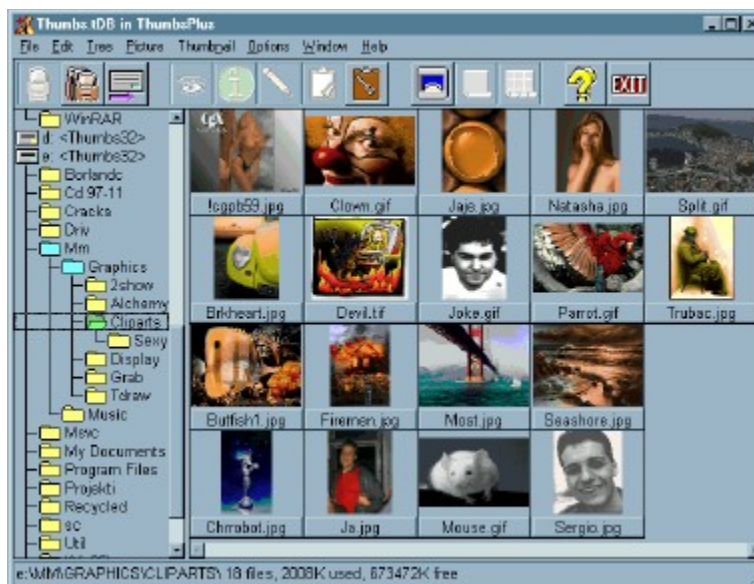 Thumbs.tDB in ThumbsPlus
File Edit Tree Picture Thumbnail Options Window Help
EXIT
WinRAR
d: <Thumbs32>
e: <Thumbs32>
Borlandc
Cd 97-11
Cracks
Driv
Mm
Graphics
2show
Alchemy
Cliparts
Sexy
Display
Grab
Tdraw
Music
Msvc
My Documents
Program Files
Projekti
Recycled
sc
Util
!cgpb59.jpg Clown.gif Jaje.jpg Natasha.jpg Split.gif
Brkheart.jpg Devil.tif Joke.gif Parrot.gif Trubac.jpg
Butfish1.jpg Firemen.jpg Most.jpg Seashore.jpg
Chrrobot.jpg Ja.jpg Mouse.gif Sergio.jpg
e:\MM\GRAPHICS\CLIPARTS\ 18 files, 2008K used, 673472K free